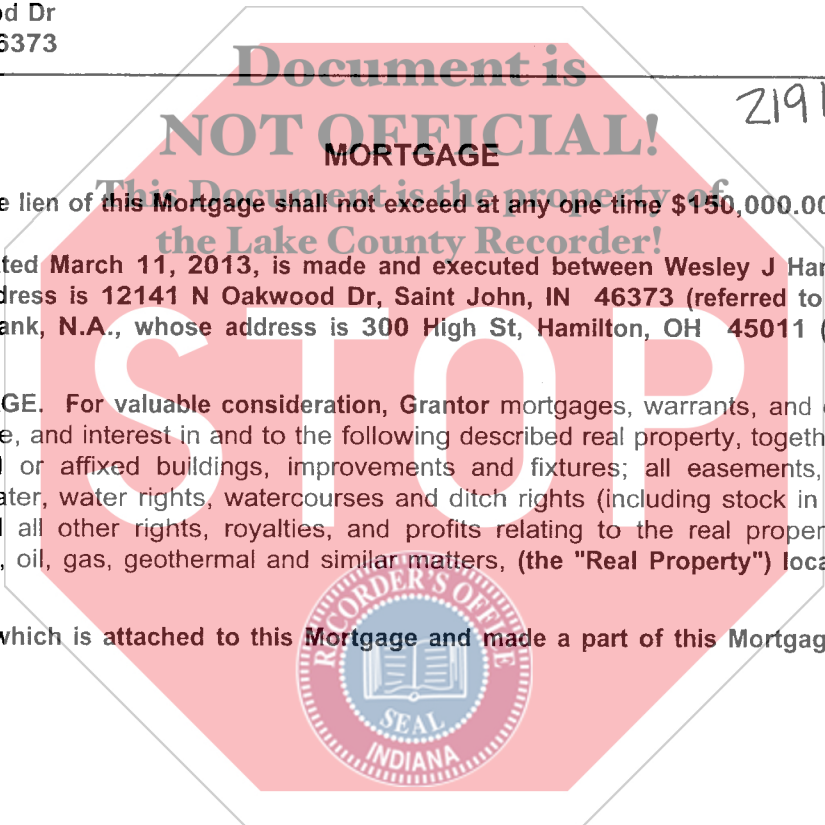 od Dr
6373
Document is
2191
NOT OFFICIAL!
MORTGAGE
This Document is the property of
e lien of this Mortgage shall not exceed at any one time $150,000.00
the Lake County Recorder!
ted March 11, 2013, is made and executed between Wesley J Har
dress is 12141 N Oakwood Dr, Saint John, IN 46373 (referred to
ank, N.A., whose address is 300 High St, Hamilton, OH 45011 (
STOP
GE. For valuable consideration, Grantor mortgages, warrants, and
e, and interest in and to the following described real property, togeth
or affixed buildings, improvements and fixtures; all easements,
ater, water rights, watercourses and ditch rights (including stock in
all other rights, royalties, and profits relating to the real proper
, oil, gas, geothermal and similar matters, (the "Real Property") loca
RECORDER'S OFFICE
which is attached to this Mortgage and made a part of this Mortgag
SEAL
INDIANA